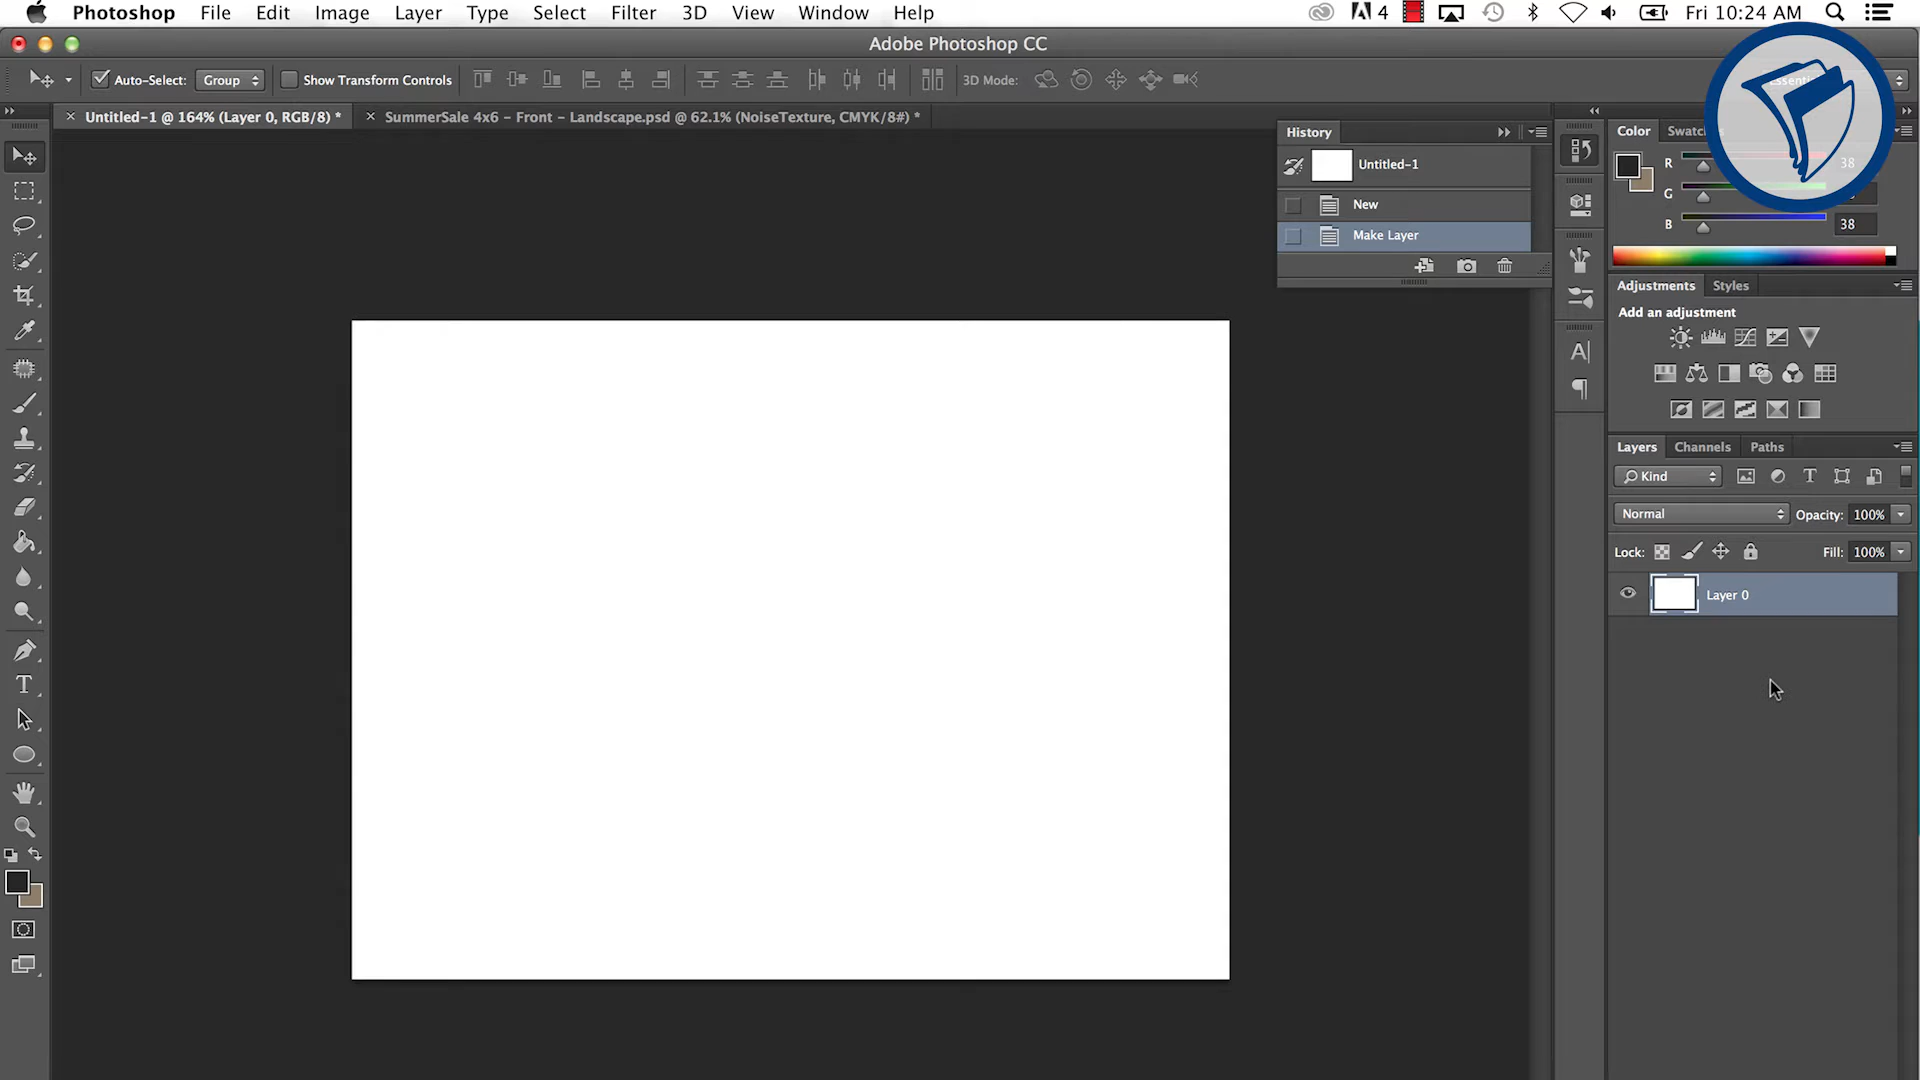 Photoshop File Edit Image Layer Type Select Filter 3D View Window Help 4 Fri 10:24 AM
Adobe Photoshop CC
Auto-Select: Group Show Transform Controls 3D Mode:
Untitled-1 @ 164% (Layer 0, RGB/8) * SummerSale 4x6 - Front - Landscape.psd @ 62.1% (NoiseTexture, CMYK/8#) *
History
Untitled-1
New
Make Layer
Color
R 38
G
B 38
Adjustments Styles
Add an adjustment
Layers Channels Paths
Kind
Normal Opacity: 100%
Lock: Fill: 100%
Layer 0